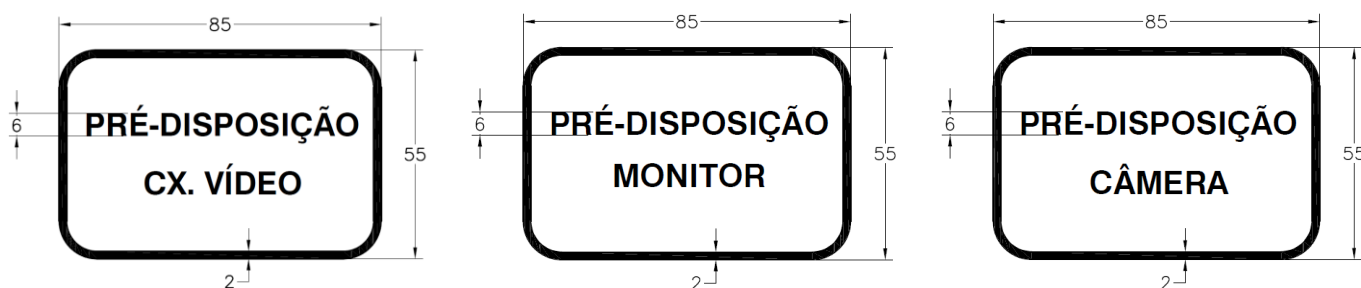 85
6
PRÉ-DISPOSIÇÃO
CX. VÍDEO
55
2
85
6
PRÉ-DISPOSIÇÃO
MONITOR
55
2
85
6
PRÉ-DISPOSIÇÃO
CÂMERA
55
2